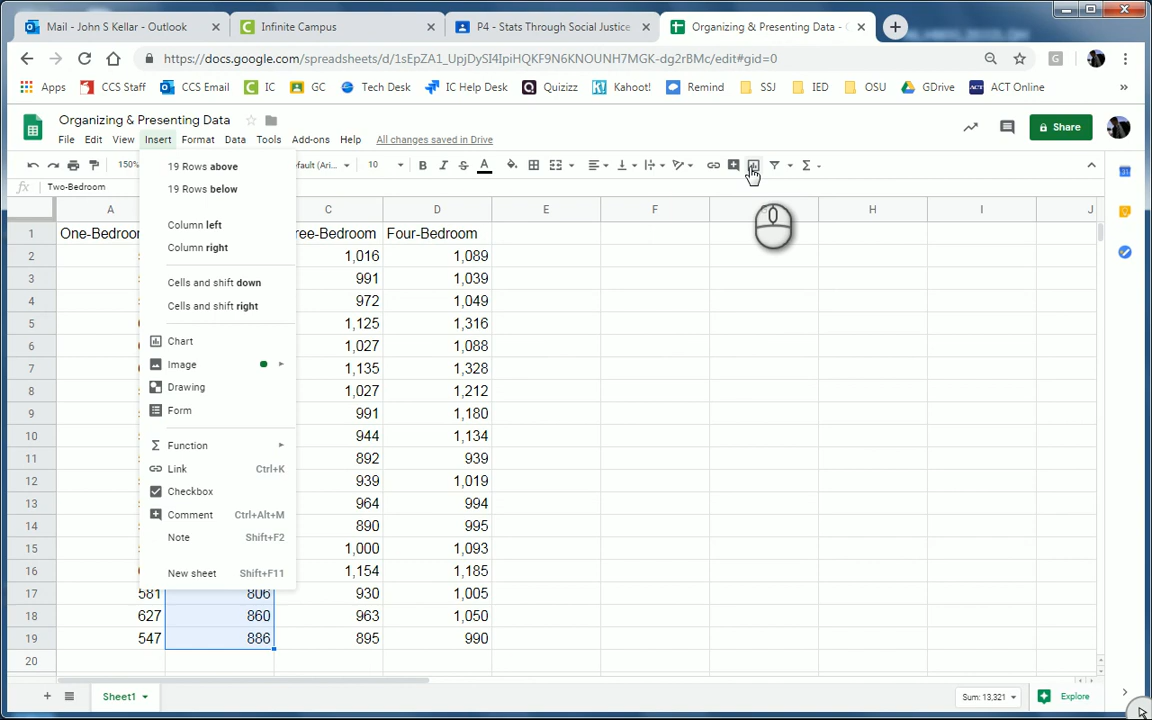 Mail - John S Kellar - Outlook
Infinite Campus
P4 - Stats Through Social Justice
Organizing & Presenting Data -
https://docs.google.com/spreadsheets/d/1sEpZA1_UpjDySI4IpiHQKF9N6KNOUNH7MGK-dg2rBMc/edit#gid=0
G
Apps
CCS Staff
CCS Email
IC
GC
Tech Desk
IC Help Desk
Quizizz
Kahoot!
Remind
SSJ
IED
OSU
GDrive
ACT Online
»
Organizing & Presenting Data
File Edit View Insert Format Data Tools Add-ons Help All changes saved in Drive
Share
150% 10 B I S A
fx Two-Bedroom
19 Rows above
19 Rows below
Column left
Column right
Cells and shift down
Cells and shift right
Chart
Image
Drawing
Form
Function
Link Ctrl+K
Checkbox
Comment Ctrl+Alt+M
Note Shift+F2
New sheet Shift+F11
A C D E F H I J
1 Four-Bedroom
2 1,016 1,089
3 991 1,039
4 972 1,049
5 1,125 1,316
6 1,027 1,088
7 1,135 1,328
8 1,027 1,212
9 991 1,180
10 944 1,134
11 892 939
12 939 1,019
13 964 994
14 890 995
15 1,000 1,093
16 1,154 1,185
17 581 806 930 1,005
18 627 860 963 1,050
19 547 886 895 990
20
Sheet1
Sum: 13,321
Explore